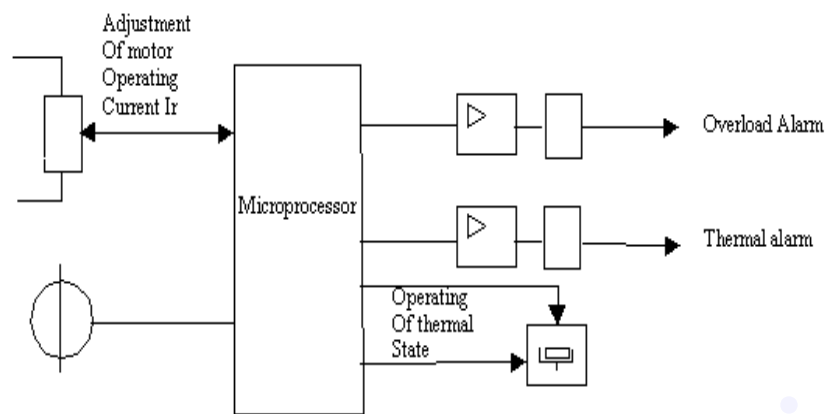 Adjustment
Of motor
Operating
Current Ir
Overload Alarm
Microprocessor
Thermal alarm
Operating
Of thermal
State